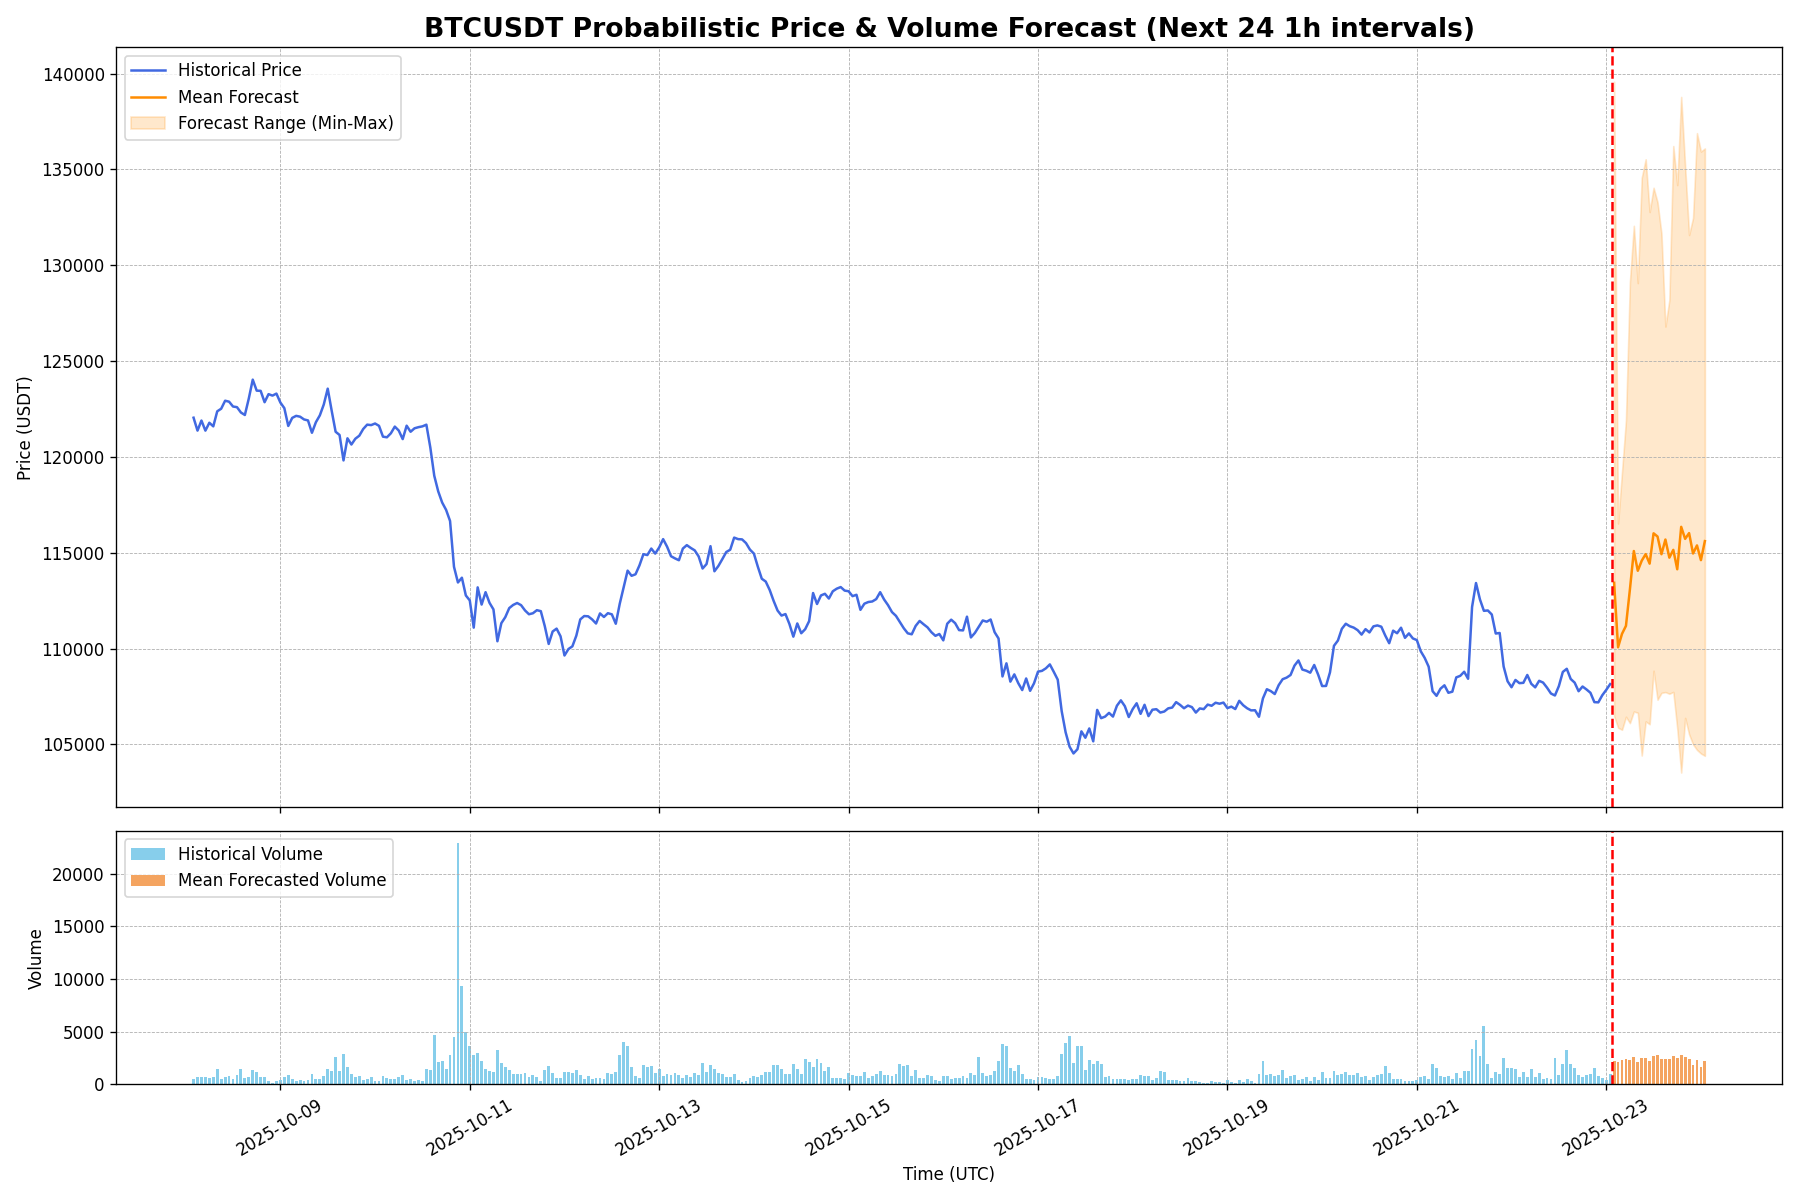 BTCUSDT Probabilistic Price & Volume Forecast (Next 24 1h intervals)
Historical Price
Mean Forecast
Forecast Range (Min-Max)
140000
135000
130000
125000
120000
115000
110000
105000
Price (USDT)
Historical Volume
Mean Forecasted Volume
20000
15000
10000
5000
0
Volume
2025-10-09
2025-10-11
2025-10-13
2025-10-15
2025-10-17
2025-10-19
2025-10-21
2025-10-23
Time (UTC)